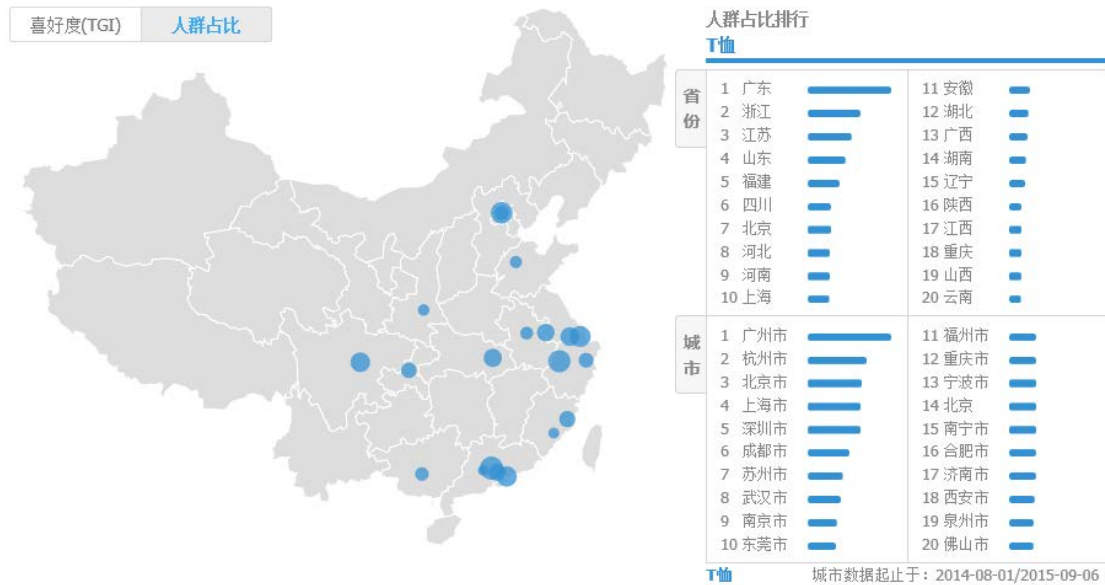 喜好度(TGI) 人群占比
人群占比排行
T恤
省份
1 广东
2 浙江
3 江苏
4 山东
5 福建
6 四川
7 北京
8 河北
9 河南
10 上海
11 安徽
12 湖北
13 广西
14 湖南
15 辽宁
16 陕西
17 江西
18 重庆
19 山西
20 云南
城市
1 广州市
2 杭州市
3 北京市
4 上海市
5 深圳市
6 成都市
7 苏州市
8 武汉市
9 南京市
10 东莞市
11 福州市
12 重庆市
13 宁波市
14 北京
15 南宁市
16 合肥市
17 济南市
18 西安市
19 泉州市
20 佛山市
T恤 城市数据起止于：2014-08-01/2015-09-06